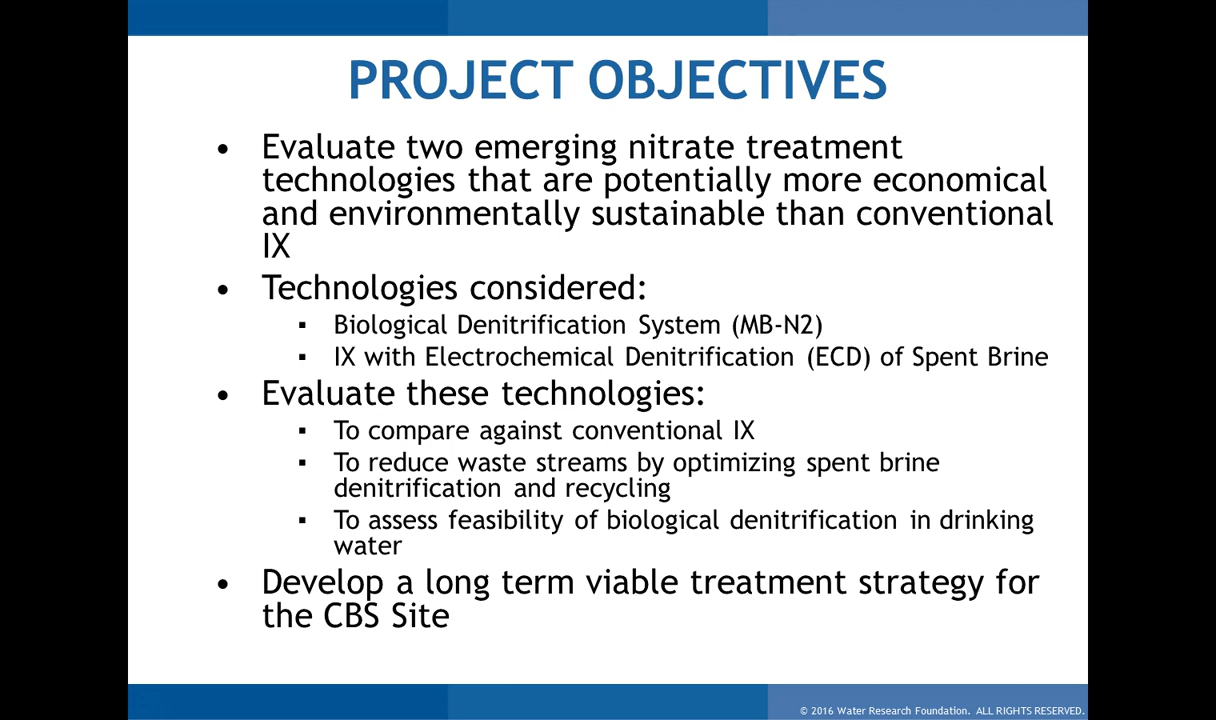 PROJECT OBJECTIVES
• Evaluate two emerging nitrate treatment
technologies that are potentially more economical
and environmentally sustainable than conventional
IX
• Technologies considered:
▪ Biological Denitrification System (MB-N2)
▪ IX with Electrochemical Denitrification (ECD) of Spent Brine
• Evaluate these technologies:
▪ To compare against conventional IX
▪ To reduce waste streams by optimizing spent brine
denitrification and recycling
▪ To assess feasibility of biological denitrification in drinking
water
• Develop a long term viable treatment strategy for
the CBS Site
© 2016 Water Research Foundation. ALL RIGHTS RESERVED.